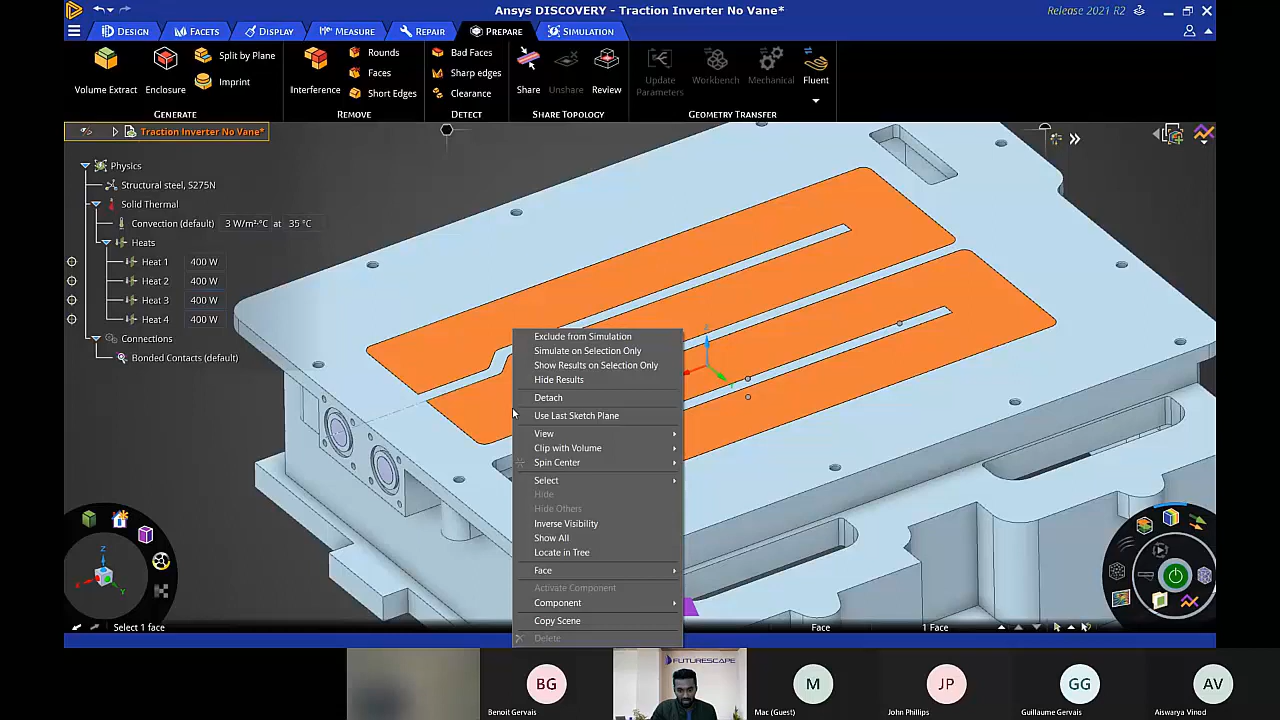 Ansys DISCOVERY - Traction Inverter No Vane*
Release 2021 R2
DESIGN
FACETS
DISPLAY
MEASURE
REPAIR
PREPARE
SIMULATION
Volume Extract
Enclosure
Split by Plane
Imprint
GENERATE
Interference
Rounds
Faces
Short Edges
REMOVE
Bad Faces
Sharp edges
Clearance
DETECT
Share
Unshare
Review
SHARE TOPOLOGY
Update
Parameters
Workbench
Mechanical
Fluent
GEOMETRY TRANSFER
Traction Inverter No Vane*
Physics
Structural steel, S275N
Solid Thermal
Convection (default) 3 W/m²·°C at 35 °C
Heats
Heat 1 400 W
Heat 2 400 W
Heat 3 400 W
Heat 4 400 W
Connections
Bonded Contacts (default)
Exclude from Simulation
Simulate on Selection Only
Show Results on Selection Only
Hide Results
Detach
Use Last Sketch Plane
View
Clip with Volume
Spin Center
Select
Hide
Hide Others
Inverse Visibility
Show All
Locate in Tree
Face
Activate Component
Component
Copy Scene
Delete
Z
X
Y
Select 1 face
Face
1 Face
BG
Benoit Gervais
FUTURESCAPE
M
Mac (Guest)
JP
John Phillips
GG
Guillaume Gervais
AV
Aiswarya Vinod